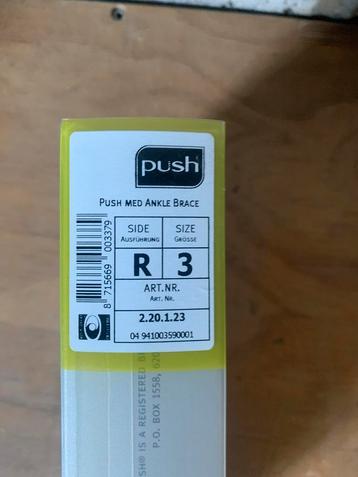 push
PUSH MED ANKLE BRACE
SIDE
AUSFÜHRUNG
SIZE
GRÖSSE
R
3
ART.NR.
ART. NR.
2.20.1.23
04 941003590001
8 715669 003379
SH® IS A REGISTERED B
P.O. BOX 1558, 620